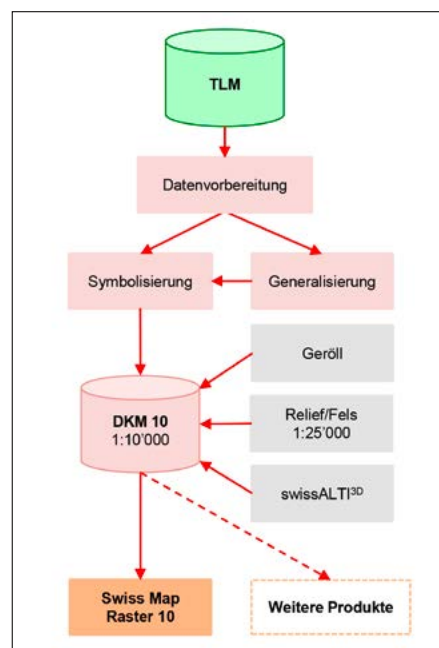 TLM
Datenvorbereitung
Symbolisierung
Generalisierung
Geröll
DKM 10
1:10'000
Relief/Fels
1:25'000
swissALTI3D
Swiss Map
Raster 10
Weitere Produkte